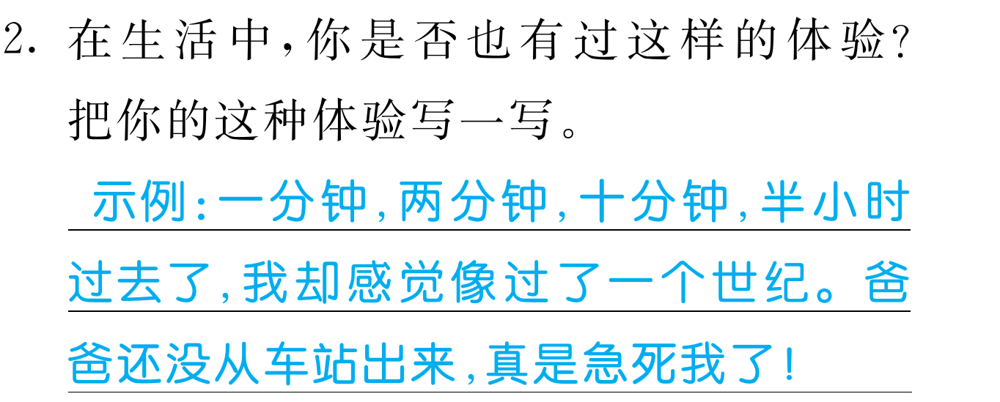 2. 在生活中,你是否也有过这样的体验?
把你的这种体验写一写。
示例:一分钟,两分钟,十分钟,半小时
过去了,我却感觉像过了一个世纪。爸
爸还没从车站出来,真是急死我了!